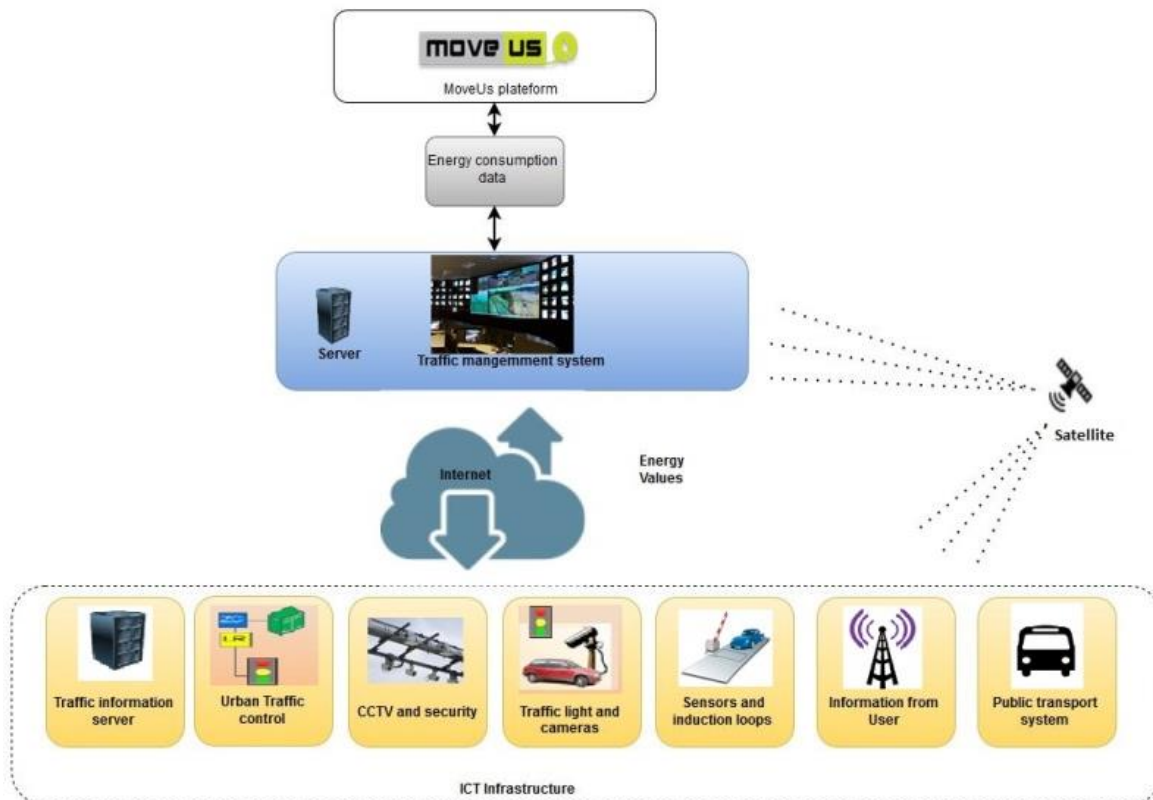 move us
MoveUs plateform
Energy consumption
data
Server
Traffic mangemmment system
Internet
Energy
Values
Satellite
Traffic information
server
LR
Urban Traffic
control
CCTV and security
Traffic light and
cameras
Sensors and
induction loops
Information from
User
Public transport
system
ICT Infrastructure